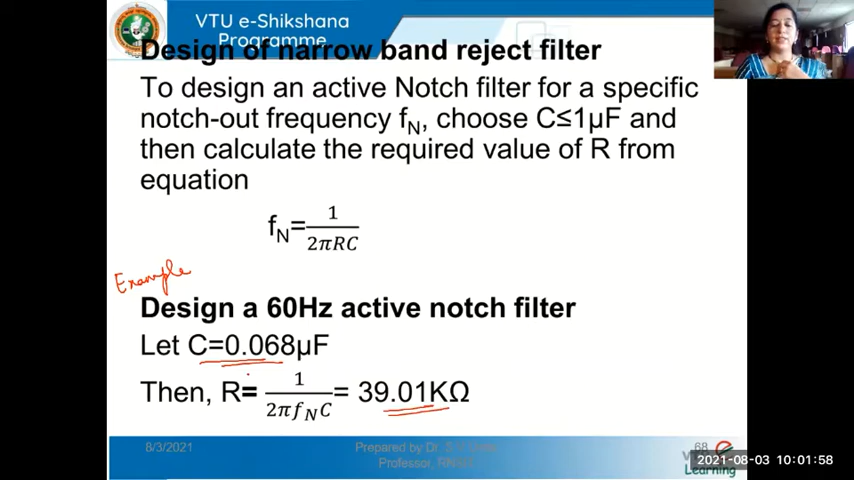 VTU e-Shikshana
Programme
Design of narrow band reject filter
To design an active Notch filter for a specific
notch-out frequency fN, choose C≤1µF and
then calculate the required value of R from
equation
fN=1/2πRC
Example
Design a 60Hz active notch filter
Let C=0.068µF
Then, R= 1/2πfNC = 39.01KΩ
8/3/2021
Prepared by Dr.
Professor,
68
2021-08-03 10:01:58
Learning